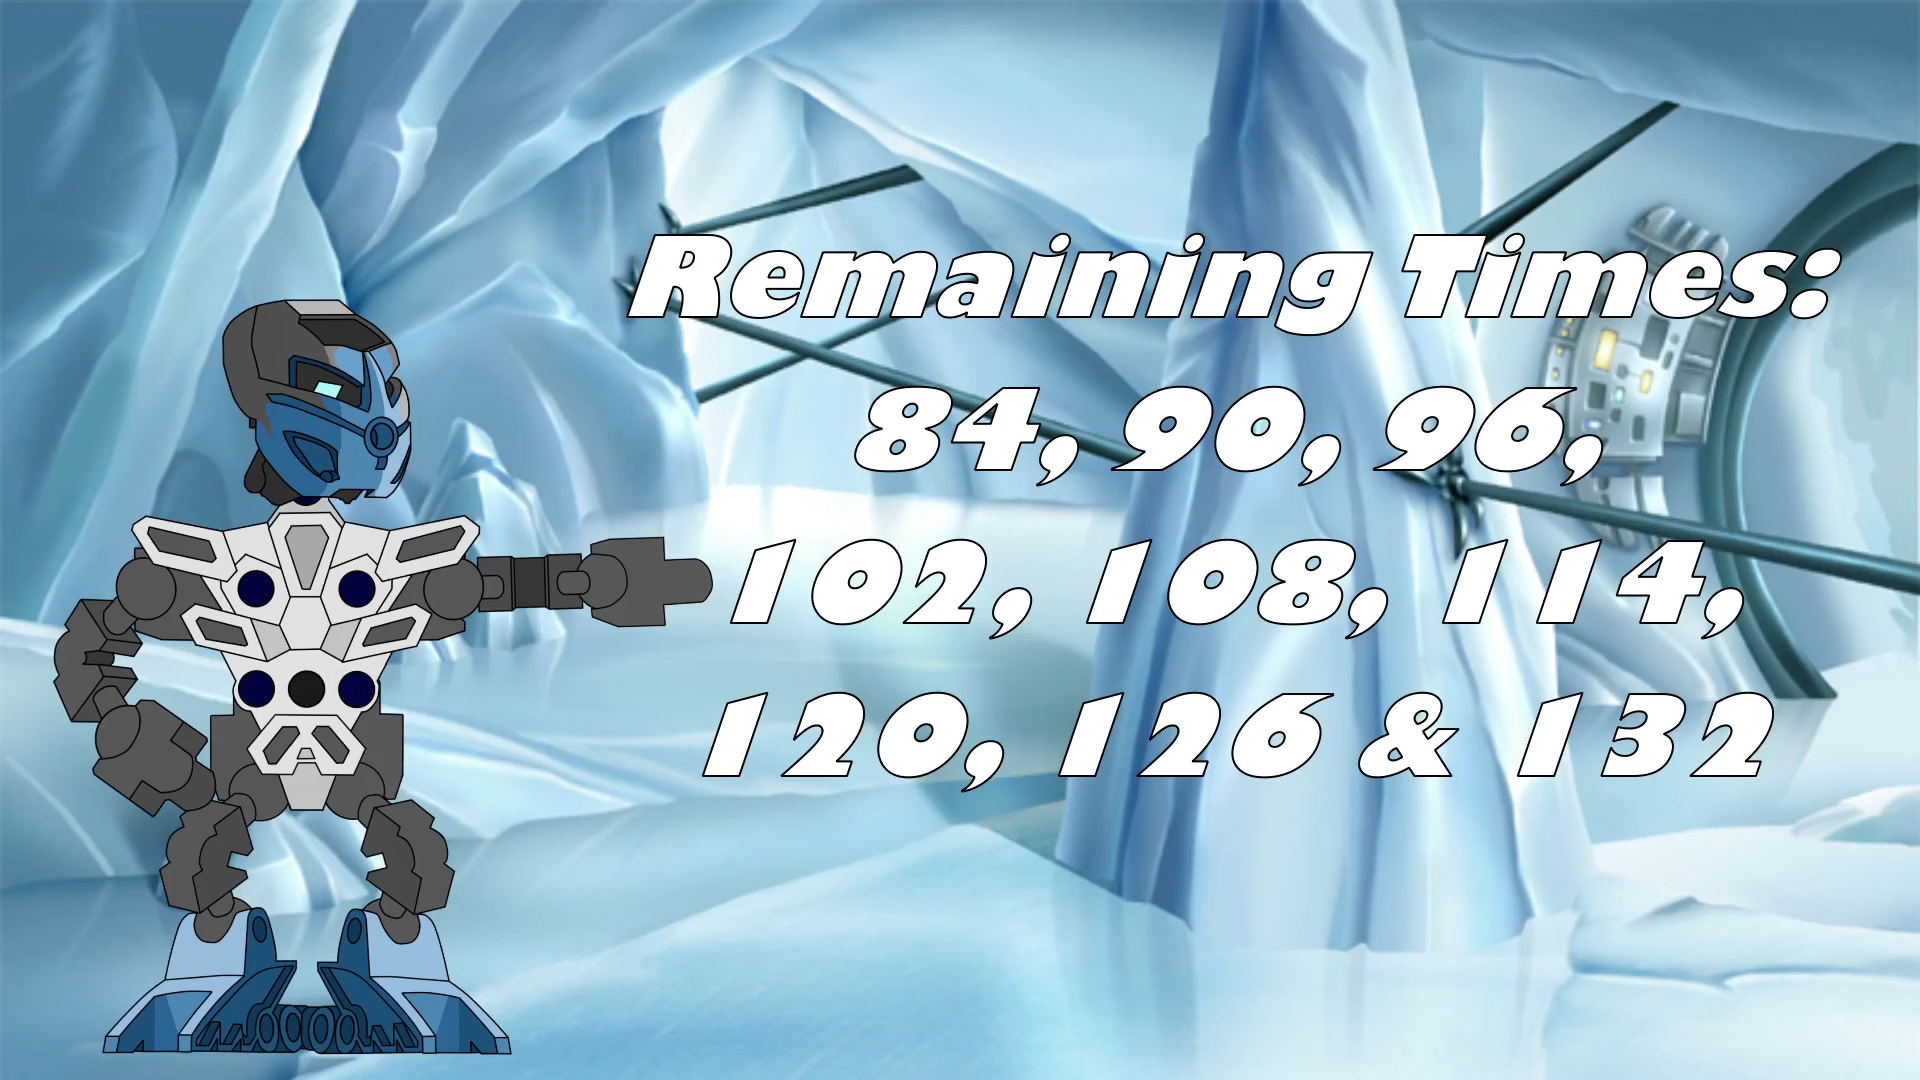 Remaining Times:
84, 90, 96,
102, 108, 114,
120, 126 & 132